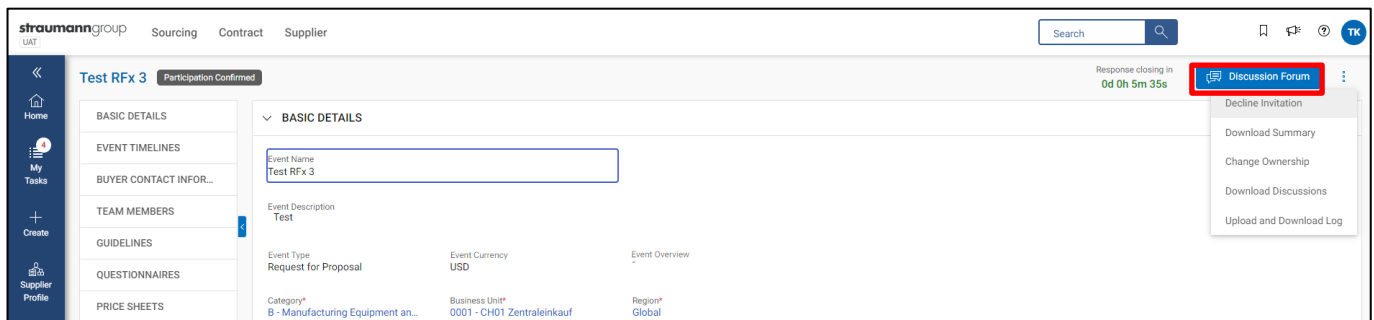 straumanngroup
UAT
Sourcing Contract Supplier
Search
TK
Test RFx 3 Participation Confirmed
Response closing in
0d 0h 5m 35s
Discussion Forum
Decline Invitation
Download Summary
Change Ownership
Download Discussions
Upload and Download Log
Home
4
My
Tasks
Create
Supplier
Profile
BASIC DETAILS
EVENT TIMELINES
BUYER CONTACT INFOR...
TEAM MEMBERS
GUIDELINES
QUESTIONNAIRES
PRICE SHEETS
BASIC DETAILS
Event Name
Test RFx 3
Event Description
Test
Event Type
Request for Proposal
Event Currency
USD
Event Overview
-
Category*
B - Manufacturing Equipment an...
Business Unit*
0001 - CH01 Zentraleinkauf
Region*
Global